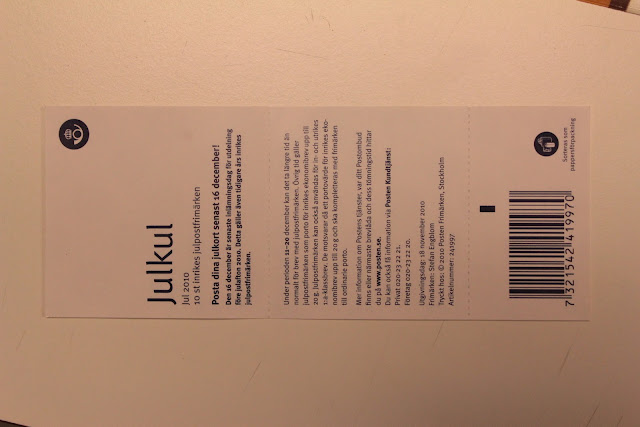 Julkul
Jul 2010
10 st inrikes julpostfrimärken
Posta dina julkort senast 16 december!
Den 16 december är senaste inlämningsdag för utdelning
före julafton 2010. Detta gäller även tidigare års inrikes
julpostfrimärken.
Under perioden 11–20 december kan det ta längre tid än
normalt för brev med julpostfrimärken. Övrig tid gäller
julpostfrimärken som porto för inrikes ekonomibrev upp till
20 g. Julpostfrimärken kan också användas för in- och utrikes
1:a-klassbrev. De motsvarar då ett portovärde för inrikes eko-
nomibrev upp till 20 g och ska kompletteras med frimärken
till ordinarie porto.
Mer information om Postens tjänster, var ditt Postombud
finns eller närmaste brevlåda och dess tömningstid hittar
du på www.posten.se.
Du kan också få information via Posten Kundtjänst:
Privat 020-23 22 21.
Företag 020-23 22 20.
Utgivningsdag: 18 november 2010
Frimärken: Stefan Engblom
Tryck hos: © 2010 Posten Frimärken, Stockholm
Artikelnummer: 241997
Sorteras som
pappersförpackning
7 321542 419970